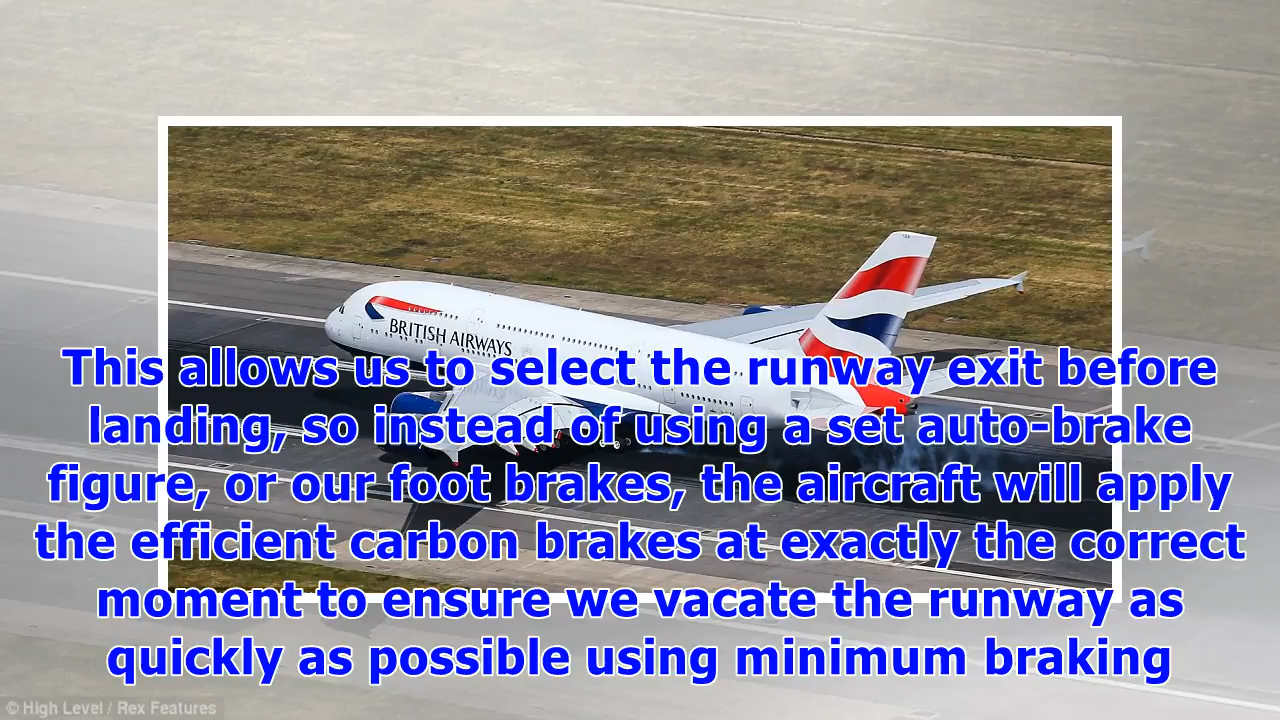 BRITISH AIRWAYS
This allows us to select the runway exit before
landing, so instead of using a set auto-brake
figure, or our foot brakes, the aircraft will apply
the efficient carbon brakes at exactly the correct
moment to ensure we vacate the runway as
quickly as possible using minimum braking
© High Level / Rex Features